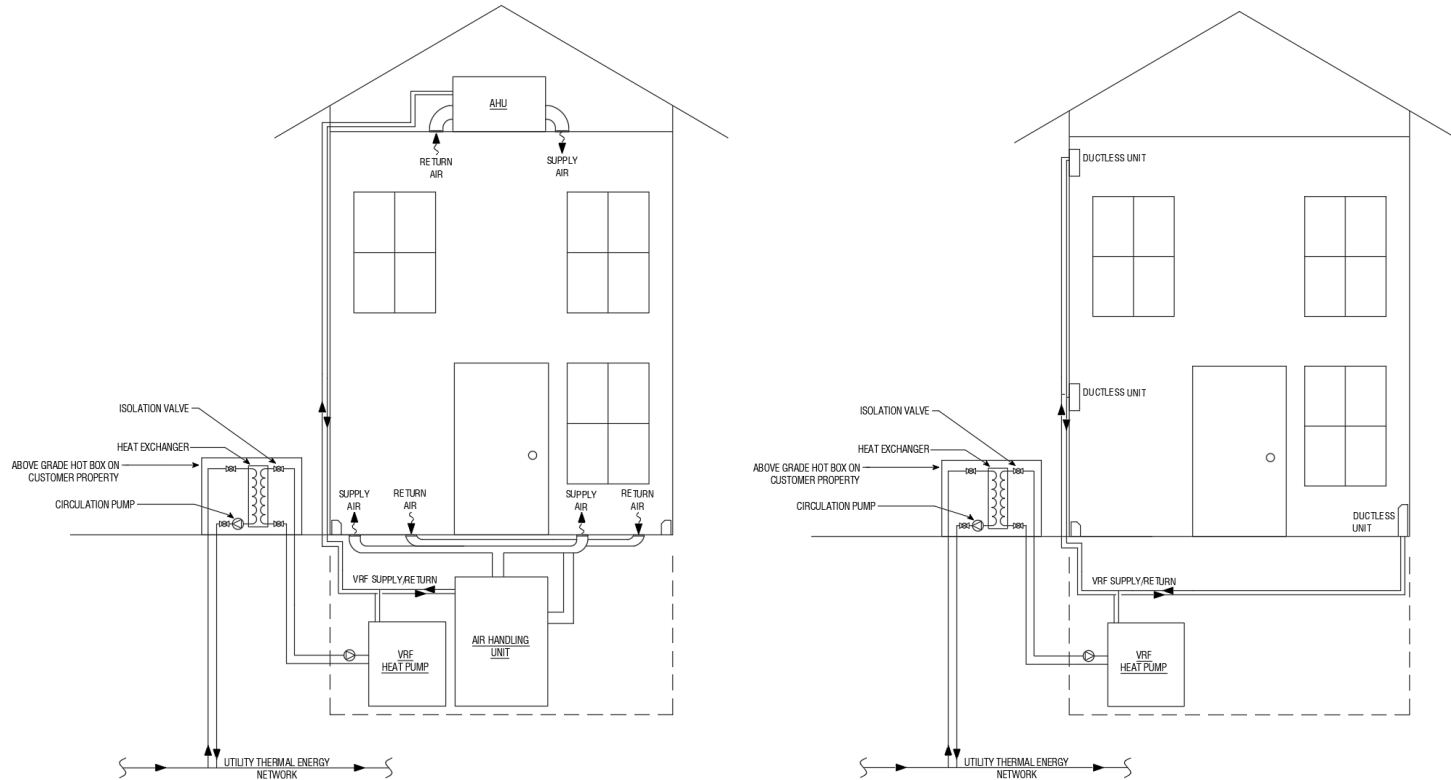 AHU
RETURN
AIR
SUPPLY
AIR
ISOLATION VALVE
HEAT EXCHANGER
ABOVE GRADE HOT BOX ON
CUSTOMER PROPERTY
CIRCULATION PUMP
SUPPLY
AIR
RETURN
AIR
SUPPLY
AIR
RETURN
AIR
VRF SUPPLY/RETURN
AIR HANDLING
UNIT
VRF
HEAT PUMP
UTILITY THERMAL ENERGY
NETWORK
DUCTLESS UNIT
DUCTLESS UNIT
ISOLATION VALVE
HEAT EXCHANGER
ABOVE GRADE HOT BOX ON
CUSTOMER PROPERTY
CIRCULATION PUMP
DUCTLESS
UNIT
VRF SUPPLY/RETURN
VRF
HEAT PUMP
UTILITY THERMAL ENERGY
NETWORK